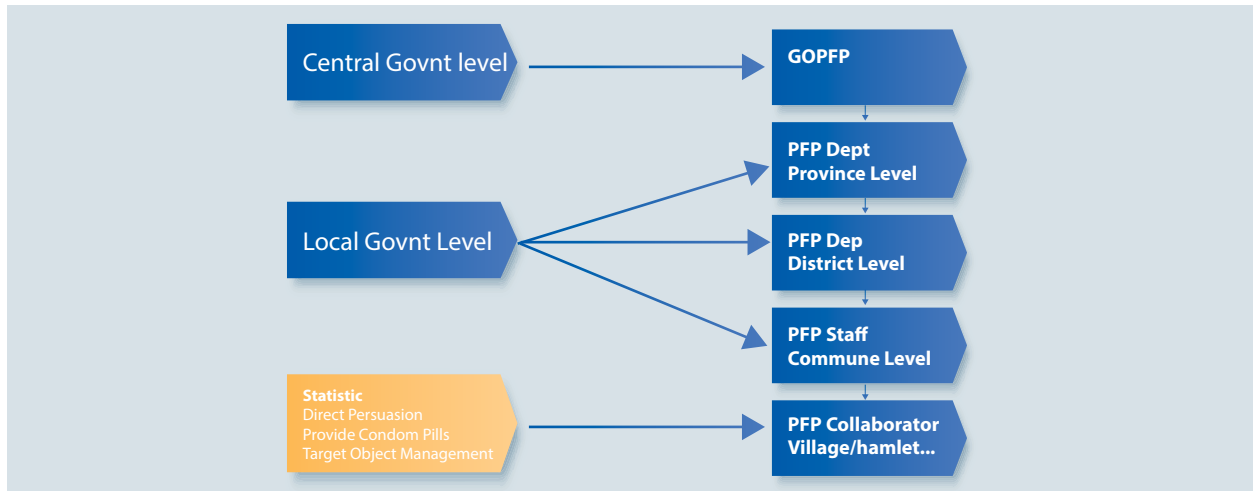 Central Govnt level
GOPFP
PFP Dept
Province Level
Local Govnt Level
PFP Dep
District Level
PFP Staff
Commune Level
Statistic
Direct Persuasion
Provide Condom Pills
Target Object Management
PFP Collaborator
Village/hamlet...